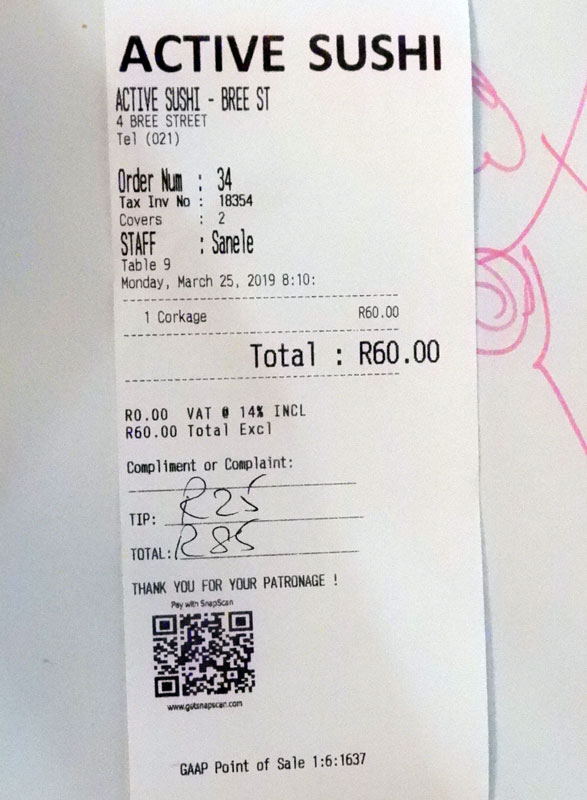 ACTIVE SUSHI
ACTIVE SUSHI - BREE ST
4 BREE STREET
Tel (021)
Order Num : 34
Tax Inv No : 18354
Covers : 2
STAFF : Sanele
Table 9
Monday, March 25, 2019 8:10:
1 Corkage R60.00
Total : R60.00
R0.00 VAT @ 14% INCL
R60.00 Total Excl
Compliment or Complaint:
TIP: R25
TOTAL: R85
THANK YOU FOR YOUR PATRONAGE !
Pay with SnapScan
www.getsnapscan.com
GAAP Point of Sale 1:6:1637